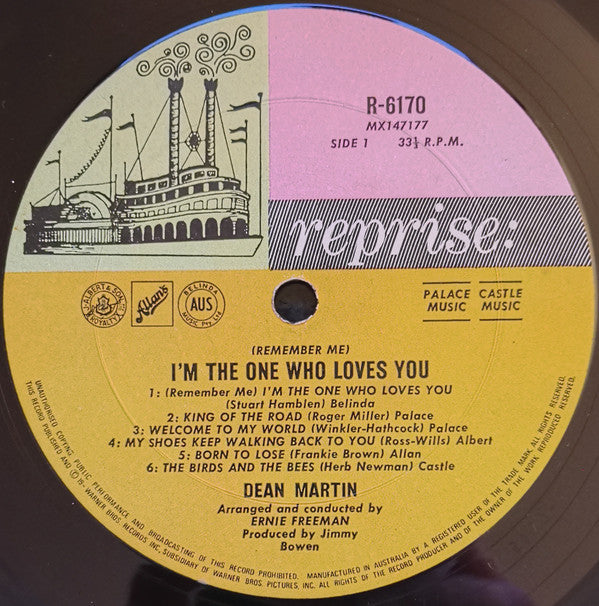 R-6170
MX147177
SIDE 1 33⅓ R.P.M.
reprise:
J. ALBERT & SON
ROYALTY
Allan's
BELINDA
AUS
MUSIC Pty. Ltd
PALACE MUSIC
CASTLE MUSIC
(REMEMBER ME)
I'M THE ONE WHO LOVES YOU
1: (Remember Me) I'M THE ONE WHO LOVES YOU
(Stuart Hamblen) Belinda
2: KING OF THE ROAD (Roger Miller) Palace
3: WELCOME TO MY WORLD (Winkler-Hathcock) Palace
4: MY SHOES KEEP WALKING BACK TO YOU (Ross-Wills) Albert
5: BORN TO LOSE (Frankie Brown) Allan
6: THE BIRDS AND THE BEES (Herb Newman) Castle
DEAN MARTIN
Arranged and conducted by
ERNIE FREEMAN
Produced by Jimmy
Bowen
UNAUTHORISED COPYING PUBLIC PERFORMANCE AND BROADCASTING OF THIS RECORD PROHIBITED. MANUFACTURED IN AUSTRALIA BY A REGISTERED USER OF THE TRADE MARK. ALL RIGHTS RESERVED.
THIS RECORD PUBLISHED AND © 19- WARNER BROS. RECORDS INC, SUBSIDIARY OF WARNER BROS. PICTURES, INC. ALL RIGHTS OF THE RECORD PRODUCER AND OF THE OWNER OF THE WORK REPRODUCED RESERVED.